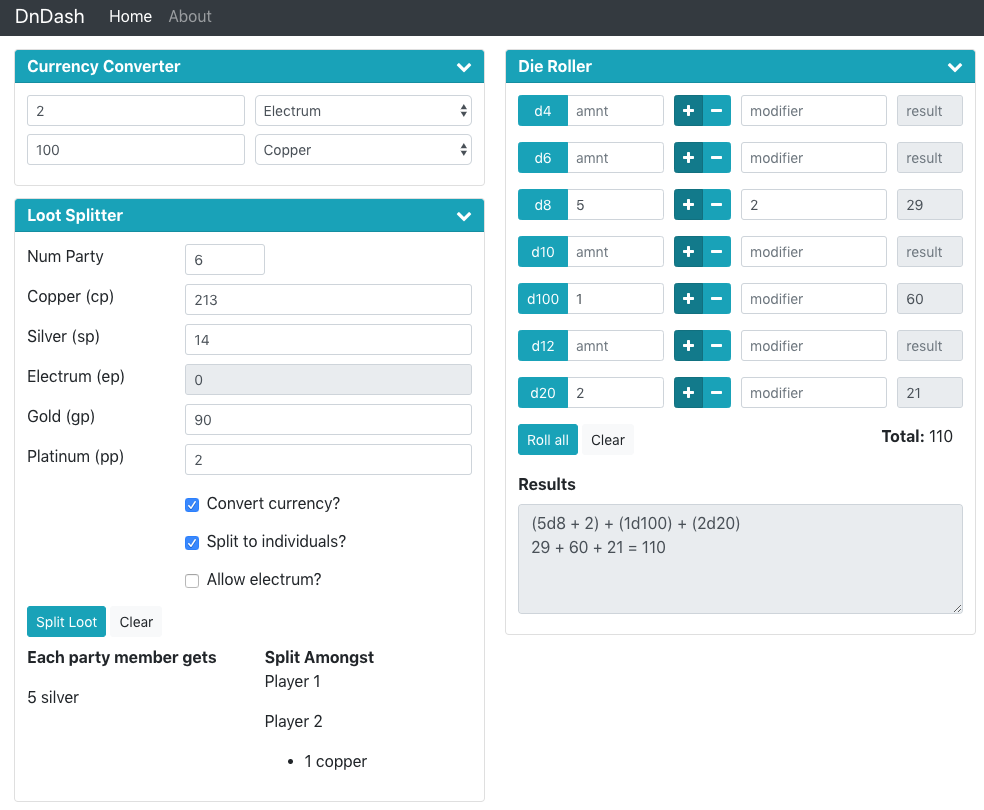 DnDash Home About
Currency Converter
2 Electrum
100 Copper
Loot Splitter
Num Party 6
Copper (cp) 213
Silver (sp) 14
Electrum (ep) 0
Gold (gp) 90
Platinum (pp) 2
Convert currency?
Split to individuals?
Allow electrum?
Split Loot Clear
Each party member gets
5 silver
Split Amongst
Player 1
Player 2
• 1 copper
Die Roller
d4 amnt + − modifier result
d6 amnt + − modifier result
d8 5 + − 2 29
d10 amnt + − modifier result
d100 1 + − modifier 60
d12 amnt + − modifier result
d20 2 + − modifier 21
Roll all Clear Total: 110
Results
(5d8 + 2) + (1d100) + (2d20)
29 + 60 + 21 = 110